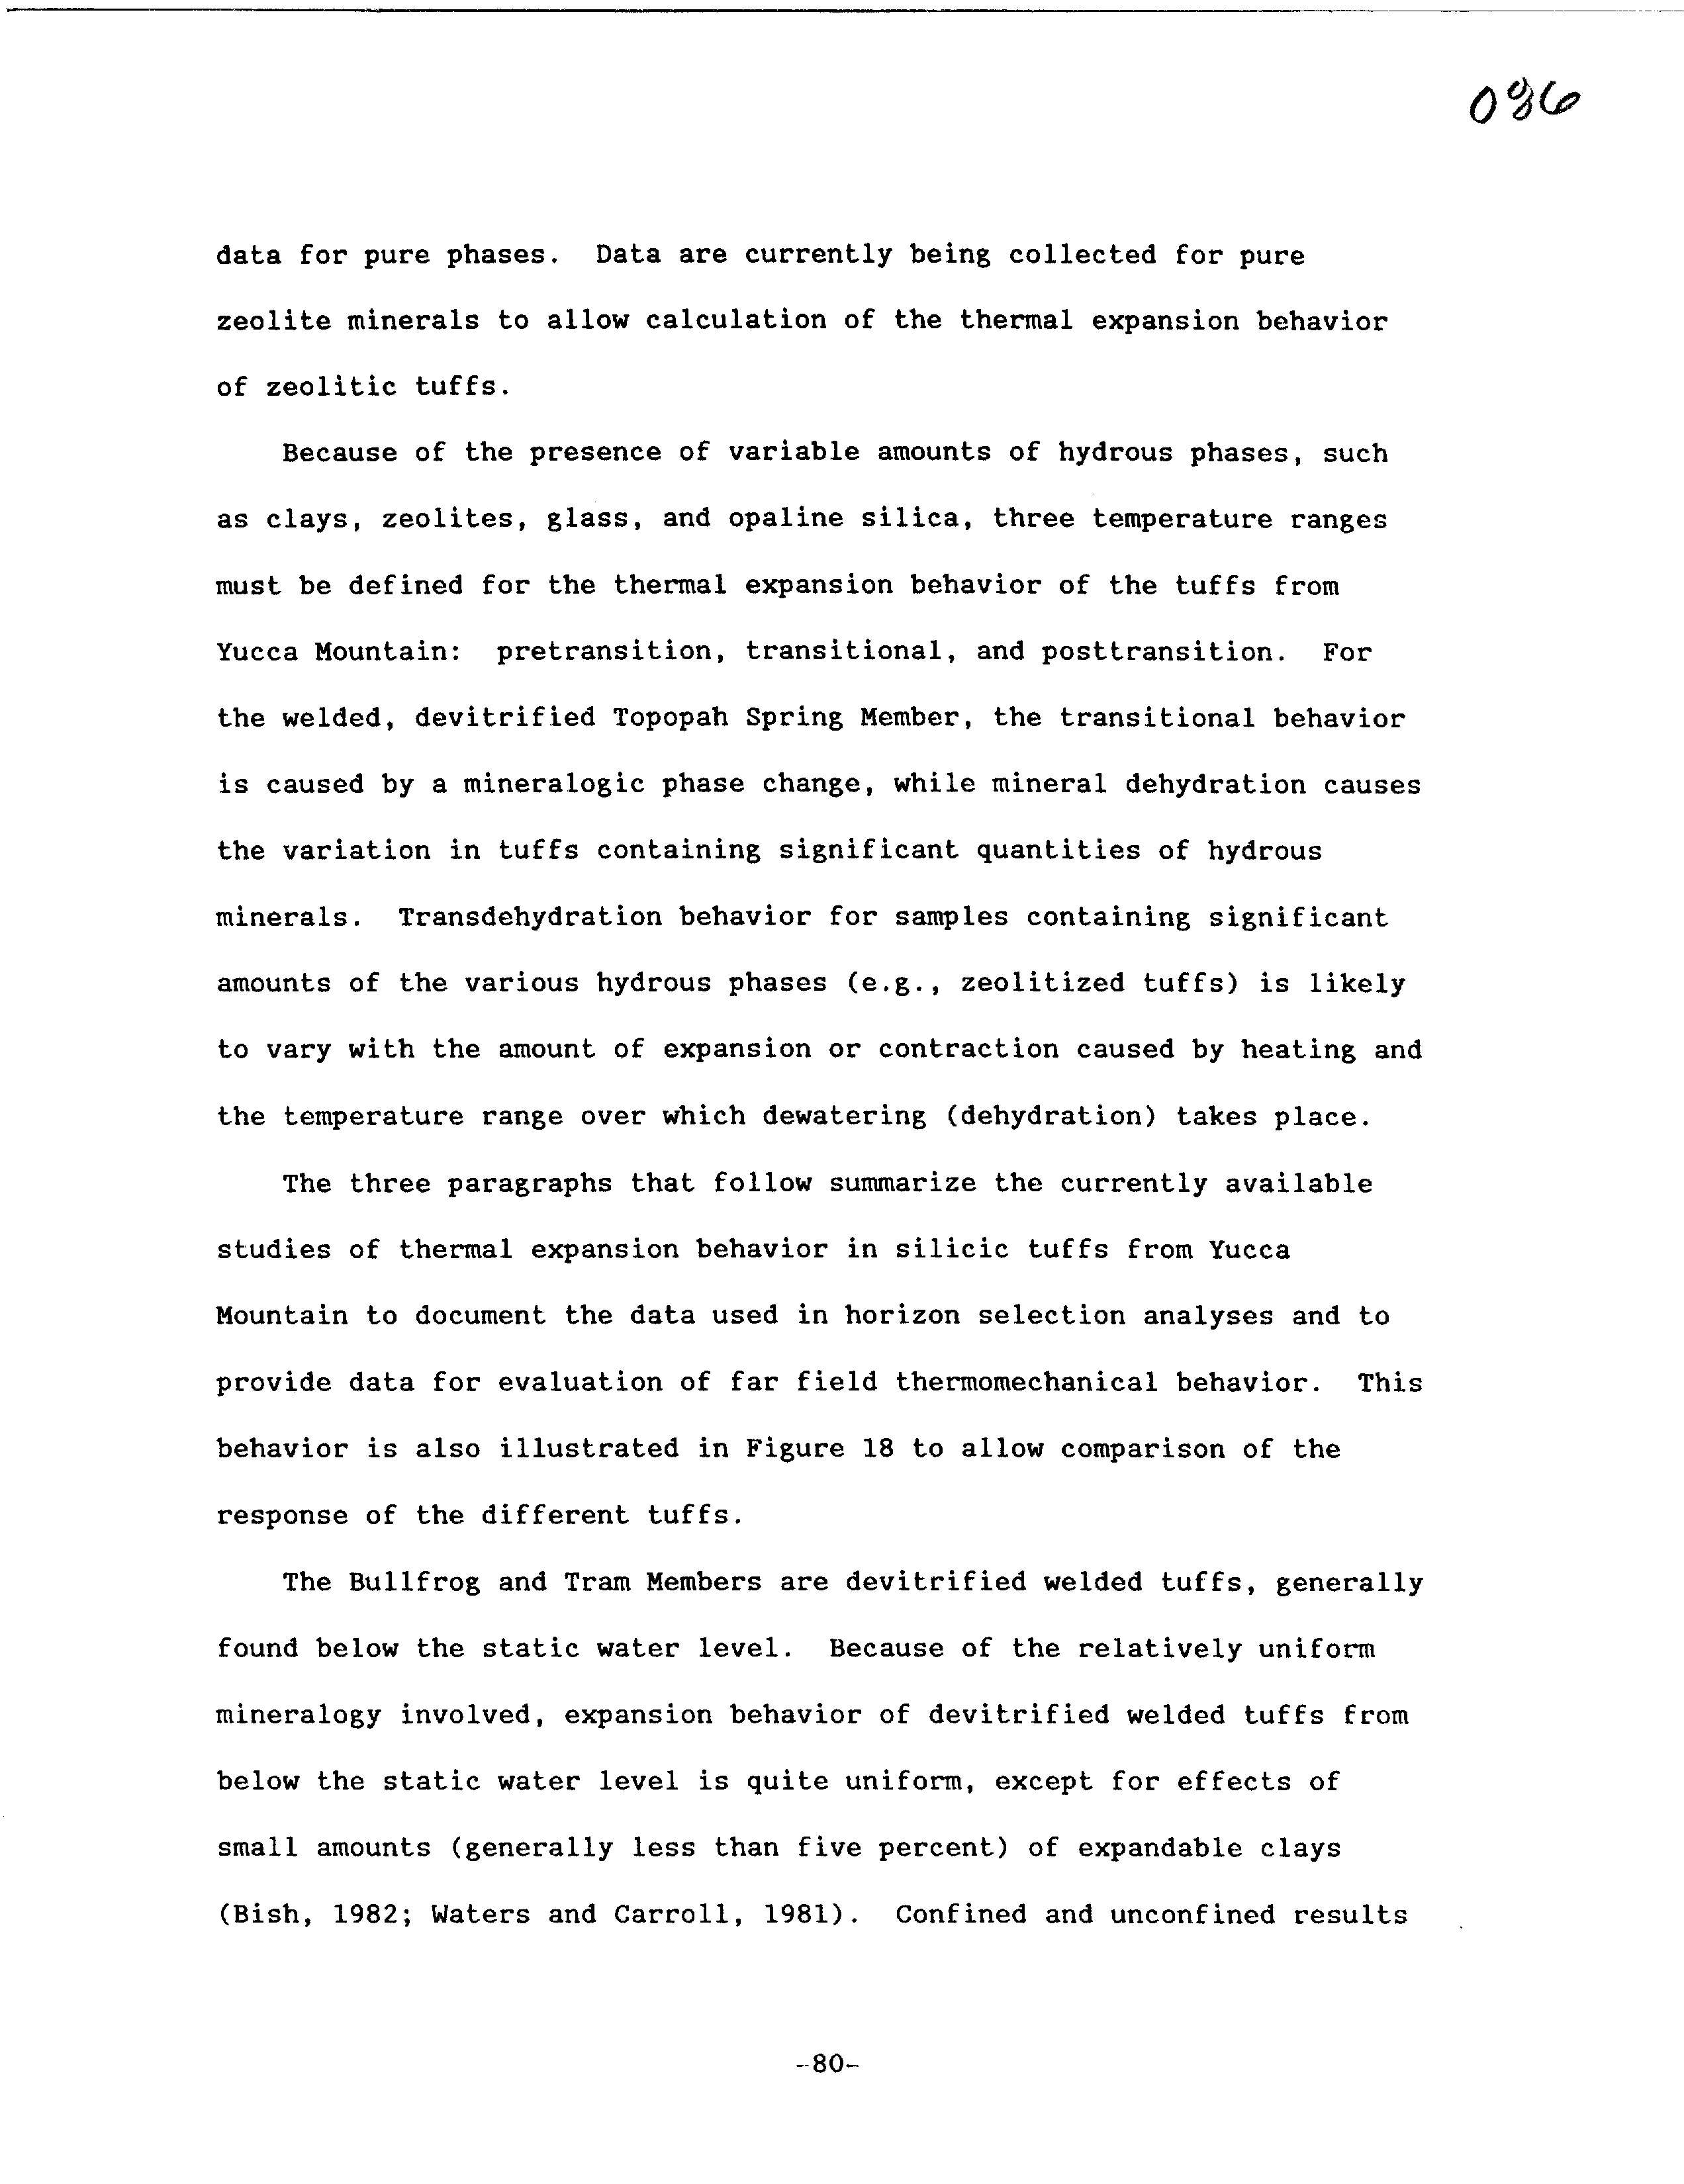 086
data for pure phases.  Data are currently being collected for pure
zeolite minerals to allow calculation of the thermal expansion behavior
of zeolitic tuffs.
Because of the presence of variable amounts of hydrous phases, such
as clays, zeolites, glass, and opaline silica, three temperature ranges
must be defined for the thermal expansion behavior of the tuffs from
Yucca Mountain:  pretransition, transitional, and posttransition.  For
the welded, devitrified Topopah Spring Member, the transitional behavior
is caused by a mineralogic phase change, while mineral dehydration causes
the variation in tuffs containing significant quantities of hydrous
minerals.  Transdehydration behavior for samples containing significant
amounts of the various hydrous phases (e.g., zeolitized tuffs) is likely
to vary with the amount of expansion or contraction caused by heating and
the temperature range over which dewatering (dehydration) takes place.
The three paragraphs that follow summarize the currently available
studies of thermal expansion behavior in silicic tuffs from Yucca
Mountain to document the data used in horizon selection analyses and to
provide data for evaluation of far field thermomechanical behavior.  This
behavior is also illustrated in Figure 18 to allow comparison of the
response of the different tuffs.
The Bullfrog and Tram Members are devitrified welded tuffs, generally
found below the static water level.  Because of the relatively uniform
mineralogy involved, expansion behavior of devitrified welded tuffs from
below the static water level is quite uniform, except for effects of
small amounts (generally less than five percent) of expandable clays
(Bish, 1982; Waters and Carroll, 1981).  Confined and unconfined results
-80-